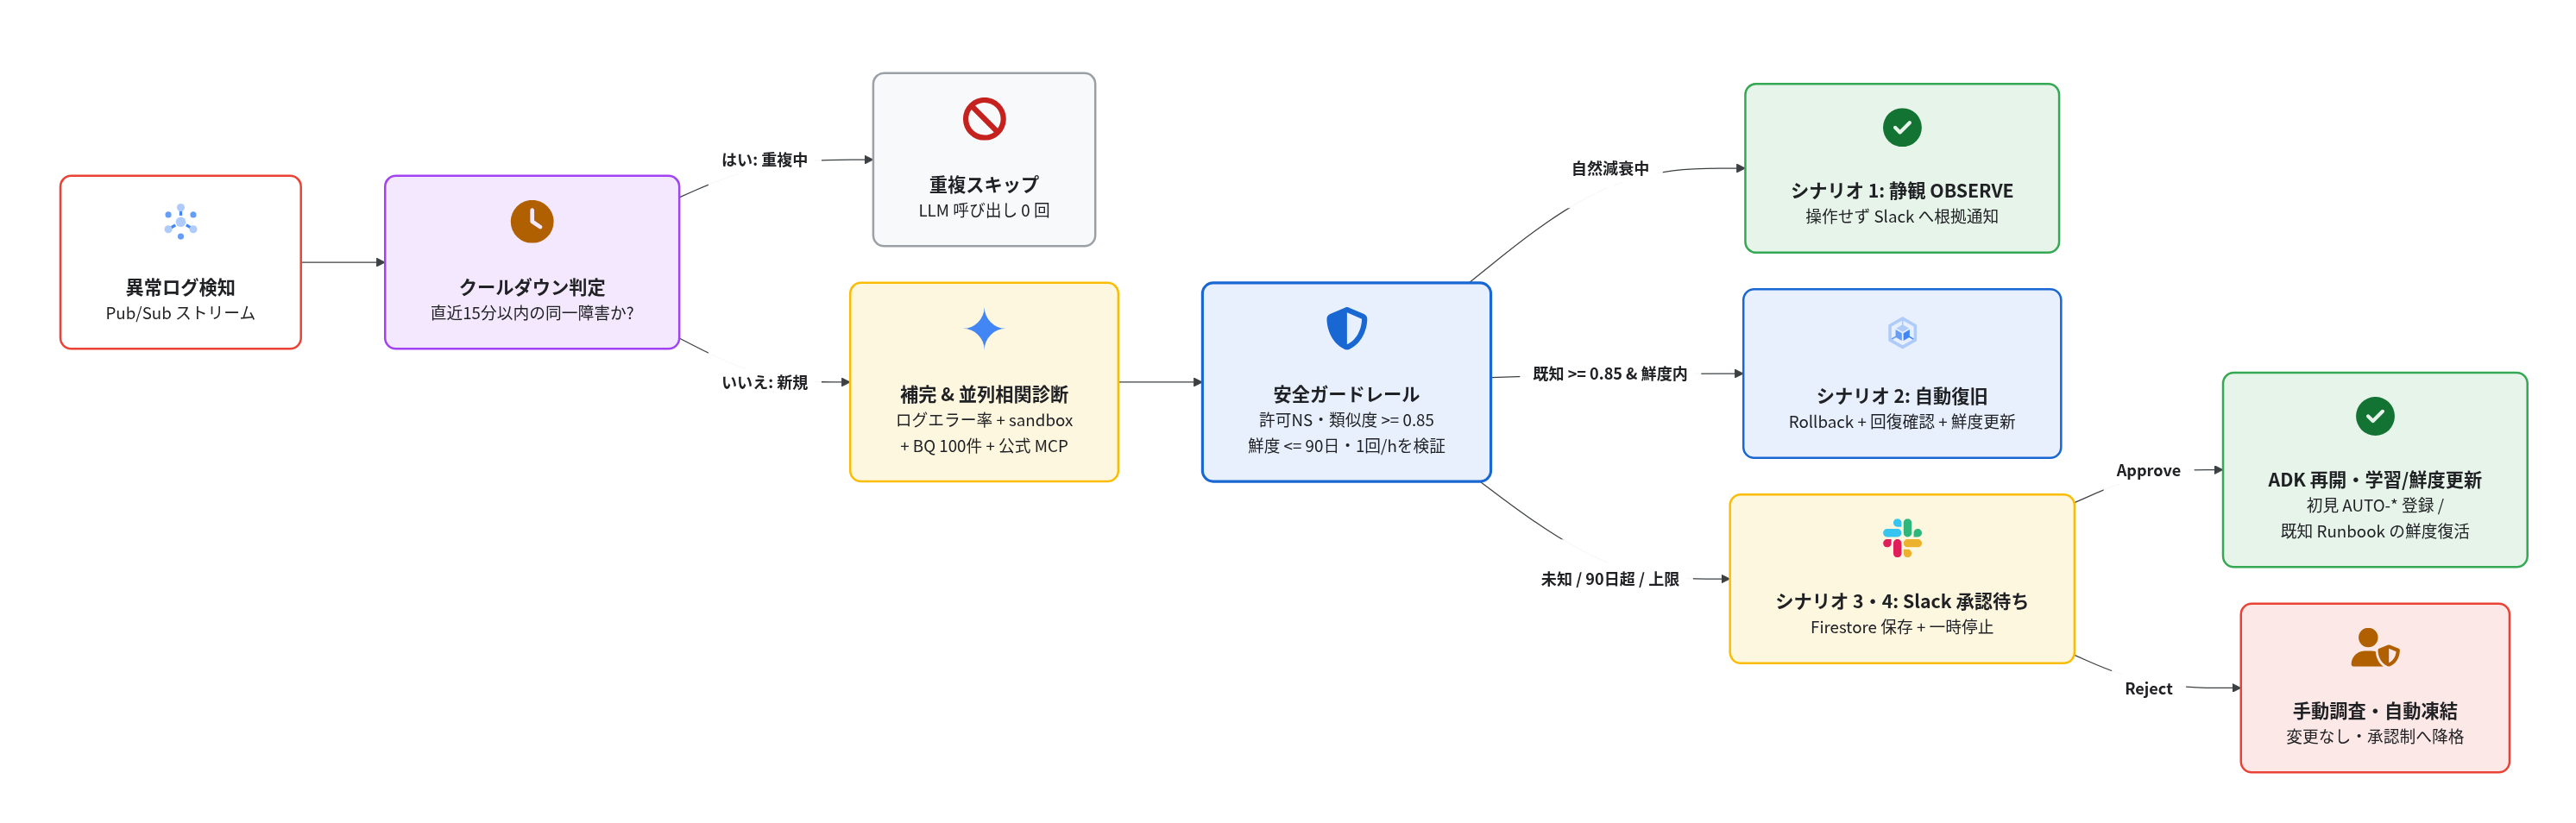 異常ログ検知
Pub/Sub ストリーム
クールダウン判定
直近15分以内の同一障害か?
はい: 重複中
いいえ: 新規
重複スキップ
LLM 呼び出し 0 回
補完 & 並列相関診断
ログエラー率 + sandbox
+ BQ 100件 + 公式 MCP
安全ガードレール
許可NS・類似度 >= 0.85
鮮度 <= 90日・1回/hを検証
自然減衰中
既知 >= 0.85 & 鮮度内
未知 / 90日超 / 上限
シナリオ 1: 静観 OBSERVE
操作せず Slack へ根拠通知
シナリオ 2: 自動復旧
Rollback + 回復確認 + 鮮度更新
シナリオ 3・4: Slack 承認待ち
Firestore 保存 + 一時停止
Approve
Reject
ADK 再開・学習/鮮度更新
初見 AUTO-* 登録 /
既知 Runbook の鮮度復活
手動調査・自動凍結
変更なし・承認制へ降格